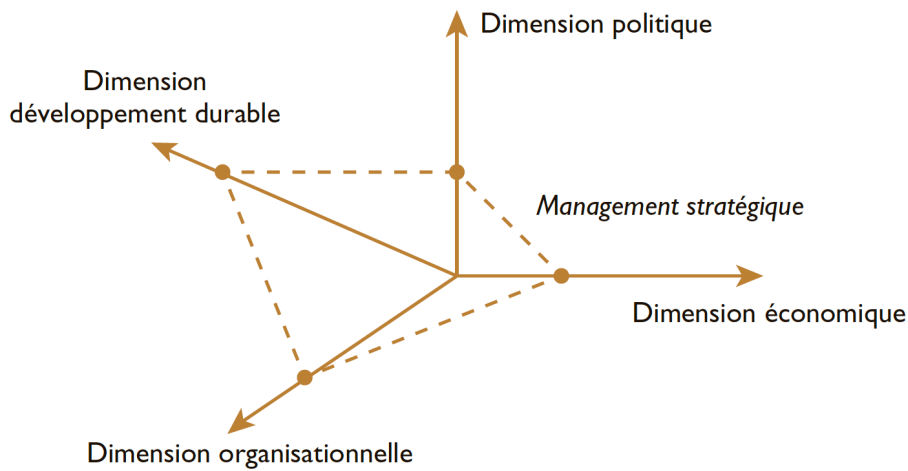 Dimension politique
Dimension
développement durable
Management stratégique
Dimension économique
Dimension organisationnelle